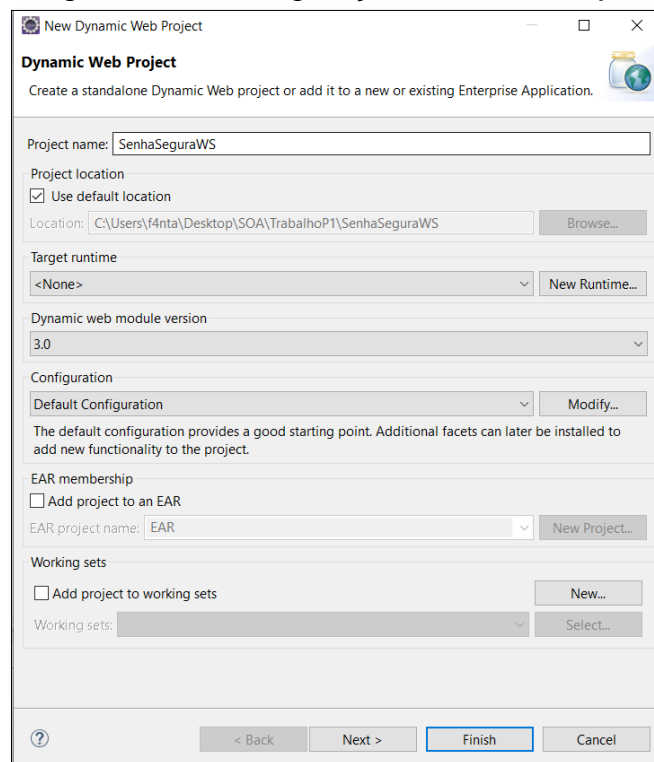 New Dynamic Web Project
Dynamic Web Project
Create a standalone Dynamic Web project or add it to a new or existing Enterprise Application.
Project name: SenhaSeguraWS
Project location
Use default location
Location: C:\Users\f4nta\Desktop\SOA\TrabalhoP1\SenhaSeguraWS Browse...
Target runtime
<None> New Runtime...
Dynamic web module version
3.0
Configuration
Default Configuration Modify...
The default configuration provides a good starting point. Additional facets can later be installed to
add new functionality to the project.
EAR membership
Add project to an EAR
EAR project name: EAR New Project...
Working sets
Add project to working sets New...
Working sets: Select...
? < Back Next > Finish Cancel